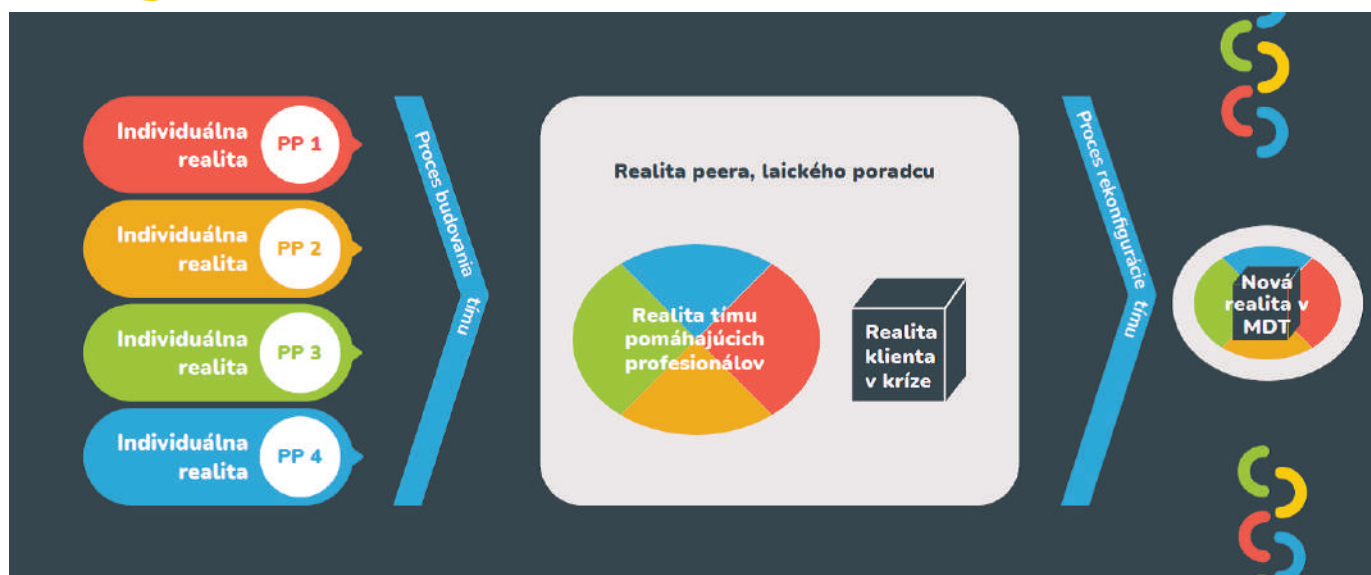 Individuálna
realita
PP 1
Individuálna
realita
PP 2
Individuálna
realita
PP 3
Individuálna
realita
PP 4
Proces budovania tímu
Realita peera, laického poradcu
Realita tímu
pomáhajúcich
profesionálov
Realita
klienta
v kríze
Proces rekonfigurácie tímu
Nová
realita v
MDT